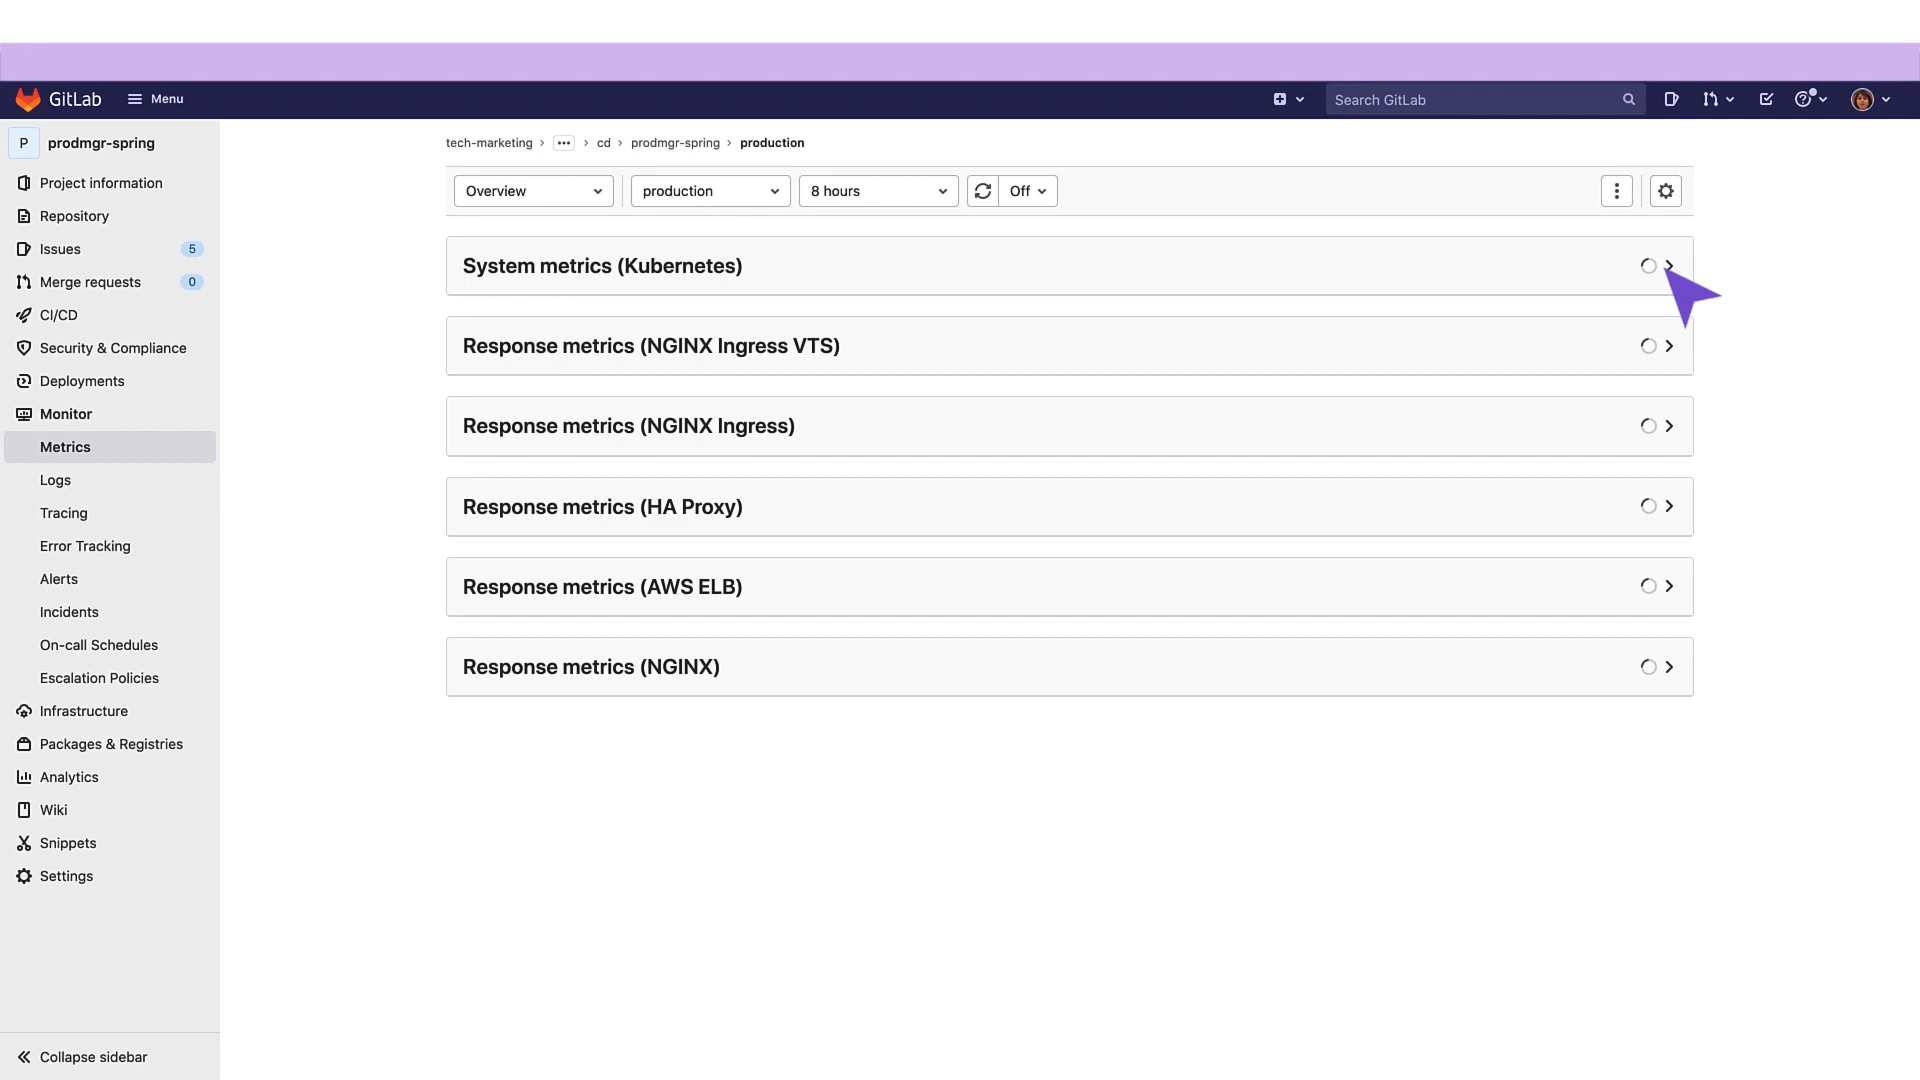 GitLab
Menu
Search GitLab
P
prodmgr-spring
Project information
Repository
Issues
5
Merge requests
0
CI/CD
Security & Compliance
Deployments
Monitor
Metrics
Logs
Tracing
Error Tracking
Alerts
Incidents
On-call Schedules
Escalation Policies
Infrastructure
Packages & Registries
Analytics
Wiki
Snippets
Settings
Collapse sidebar
tech-marketing > ... > cd > prodmgr-spring > production
Overview
production
8 hours
Off
System metrics (Kubernetes)
Response metrics (NGINX Ingress VTS)
Response metrics (NGINX Ingress)
Response metrics (HA Proxy)
Response metrics (AWS ELB)
Response metrics (NGINX)